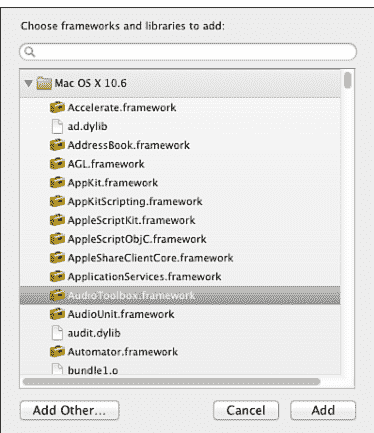 Choose frameworks and libraries to add:
Mac OS X 10.6
Accelerate.framework
ad.dylib
AddressBook.framework
AGL.framework
AppKit.framework
AppKitScripting.framework
AppleScriptKit.framework
AppleScriptObjC.framework
AppleShareClientCore.framework
ApplicationServices.framework
AudioToolbox.framework
AudioUnit.framework
audit.dylib
Automator.framework
bundle1.o
Add Other... Cancel Add